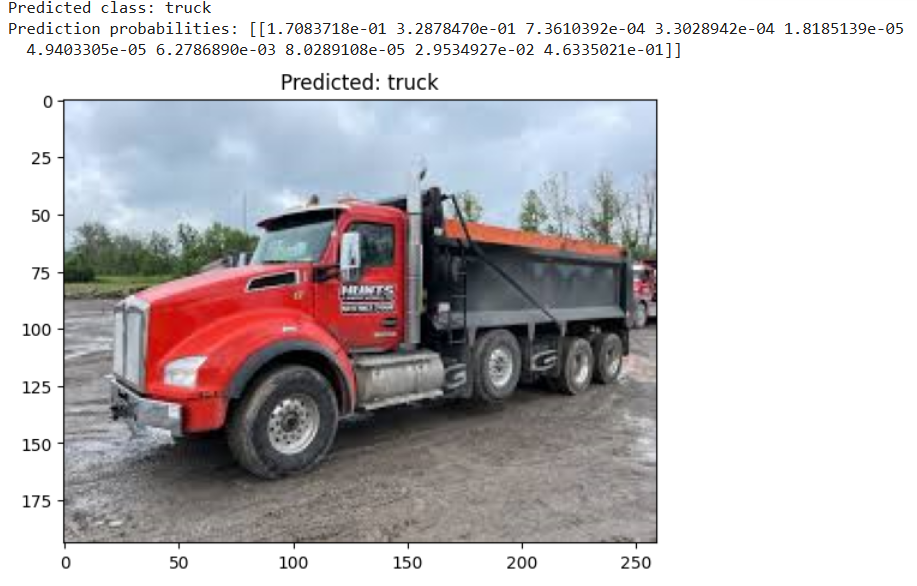 Predicted class: truck
Prediction probabilities: [[1.7083718e-01 3.2878470e-01 7.3610392e-04 3.3028942e-04 1.8185139e-05
4.9403305e-05 6.2786890e-03 8.0289108e-05 2.9534927e-02 4.6335021e-01]]
Predicted: truck
0
25
50
75
100
125
150
175
HUNTS
0 50 100 150 200 250